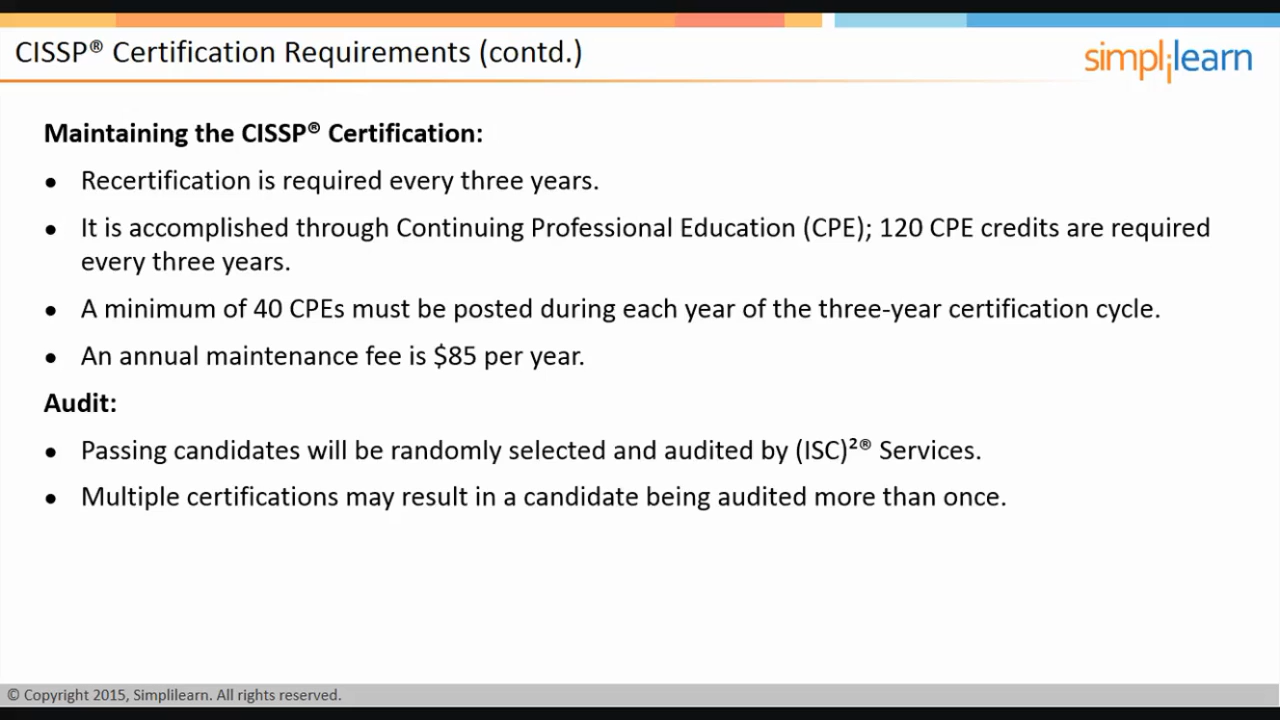 CISSP® Certification Requirements (contd.)
simplilearn
Maintaining the CISSP® Certification:
• Recertification is required every three years.
• It is accomplished through Continuing Professional Education (CPE); 120 CPE credits are required
every three years.
• A minimum of 40 CPEs must be posted during each year of the three-year certification cycle.
• An annual maintenance fee is $85 per year.
Audit:
• Passing candidates will be randomly selected and audited by (ISC)²® Services.
• Multiple certifications may result in a candidate being audited more than once.
© Copyright 2015, Simplilearn. All rights reserved.